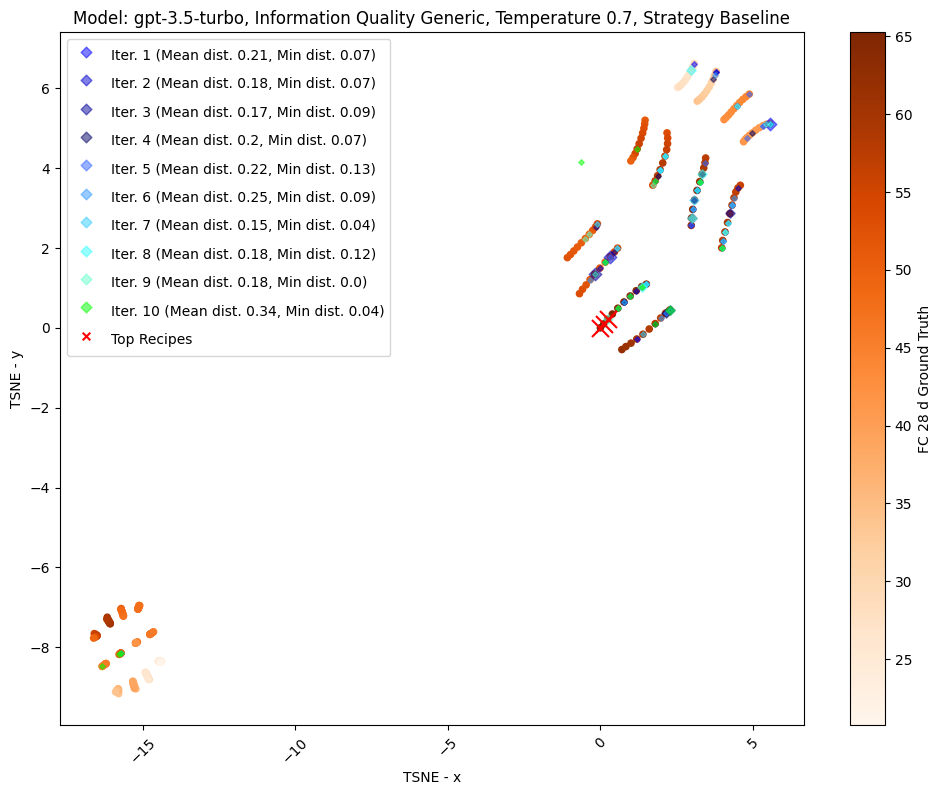 Model: gpt-3.5-turbo, Information Quality Generic, Temperature 0.7, Strategy Baseline
Iter. 1 (Mean dist. 0.21, Min dist. 0.07)
Iter. 2 (Mean dist. 0.18, Min dist. 0.07)
Iter. 3 (Mean dist. 0.17, Min dist. 0.09)
Iter. 4 (Mean dist. 0.2, Min dist. 0.07)
Iter. 5 (Mean dist. 0.22, Min dist. 0.13)
Iter. 6 (Mean dist. 0.25, Min dist. 0.09)
Iter. 7 (Mean dist. 0.15, Min dist. 0.04)
Iter. 8 (Mean dist. 0.18, Min dist. 0.12)
Iter. 9 (Mean dist. 0.18, Min dist. 0.0)
Iter. 10 (Mean dist. 0.34, Min dist. 0.04)
Top Recipes
TSNE - y
6
4
2
0
−2
−4
−6
−8
−15
−10
−5
0
5
TSNE - x
65
60
55
50
45
40
35
30
25
FC 28 d Ground Truth